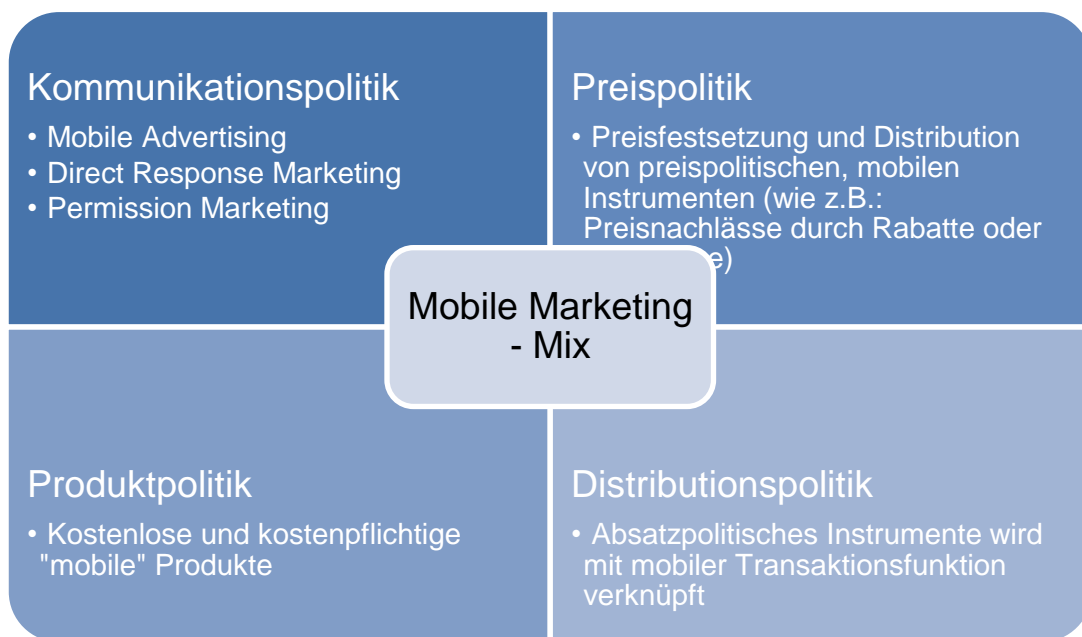 Kommunikationspolitik
• Mobile Advertising
• Direct Response Marketing
• Permission Marketing
Preispolitik
• Preisfestsetzung und Distribution
von preispolitischen, mobilen
Instrumenten (wie z.B.:
Preisnachlässe durch Rabatte oder
Mobile Marketing
- Mix
Produktpolitik
• Kostenlose und kostenpflichtige
"mobile" Produkte
Distributionspolitik
• Absatzpolitisches Instrumente wird
mit mobiler Transaktionsfunktion
verknüpft